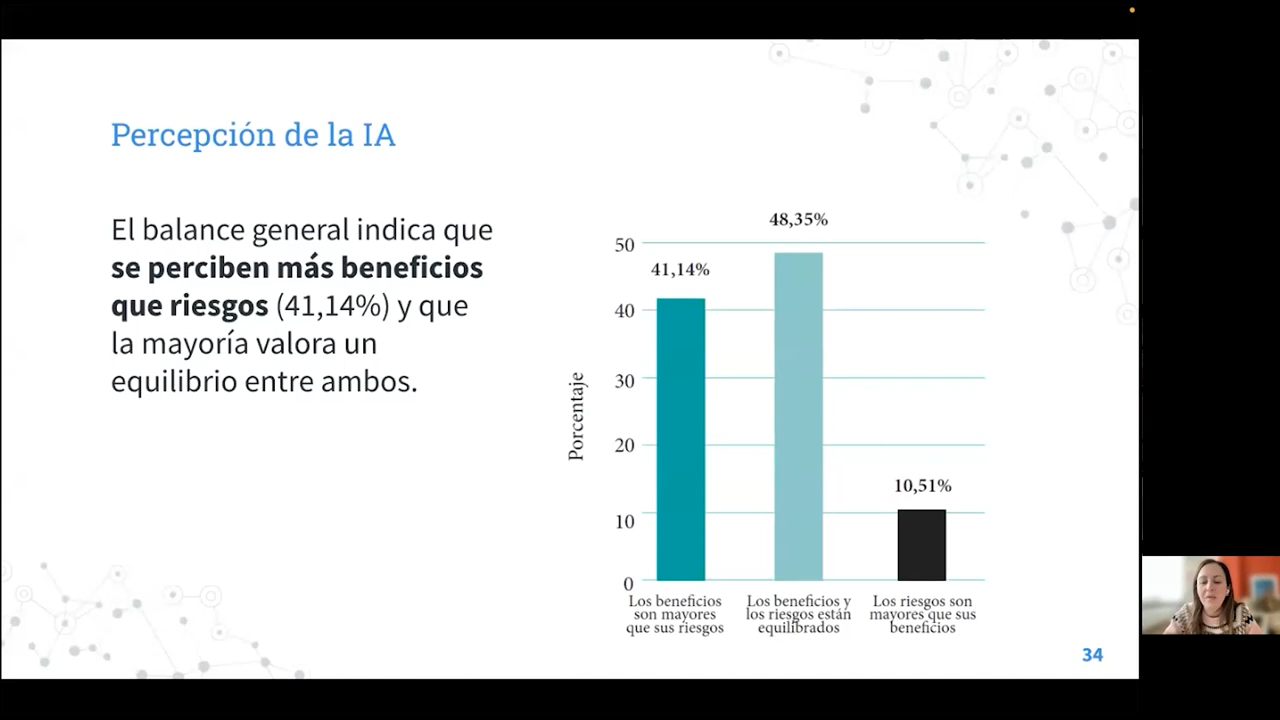 Percepción de la IA
El balance general indica que
se perciben más beneficios
que riesgos (41,14%) y que
la mayoría valora un
equilibrio entre ambos.
Porcentaje
50
40
30
20
10
0
41,14%
48,35%
10,51%
Los beneficios
son mayores
que sus riesgos
Los beneficios y
los riesgos están
equilibrados
Los riesgos son
mayores que sus
beneficios
34